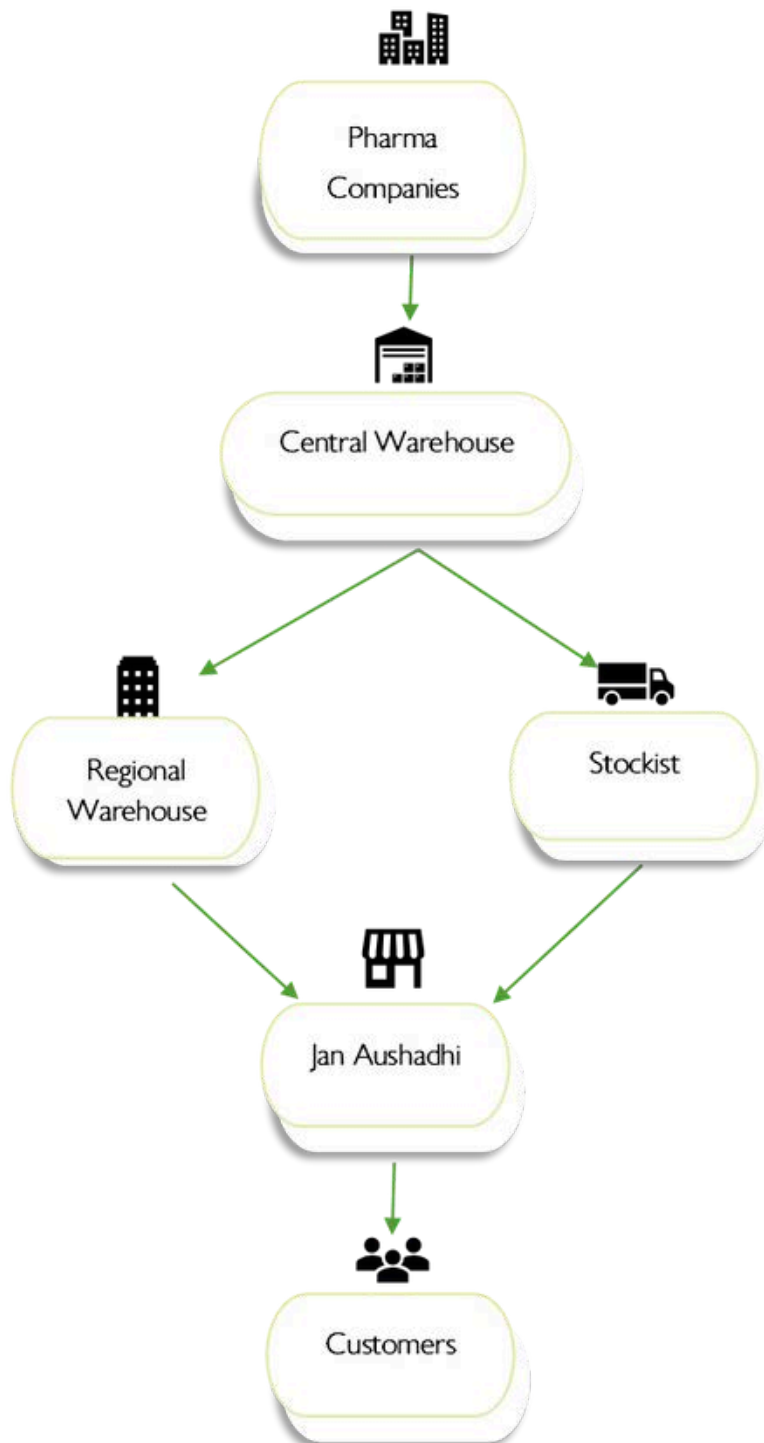 Pharma
Companies
Central Warehouse
Regional
Warehouse
Stockist
Jan Aushadhi
Customers